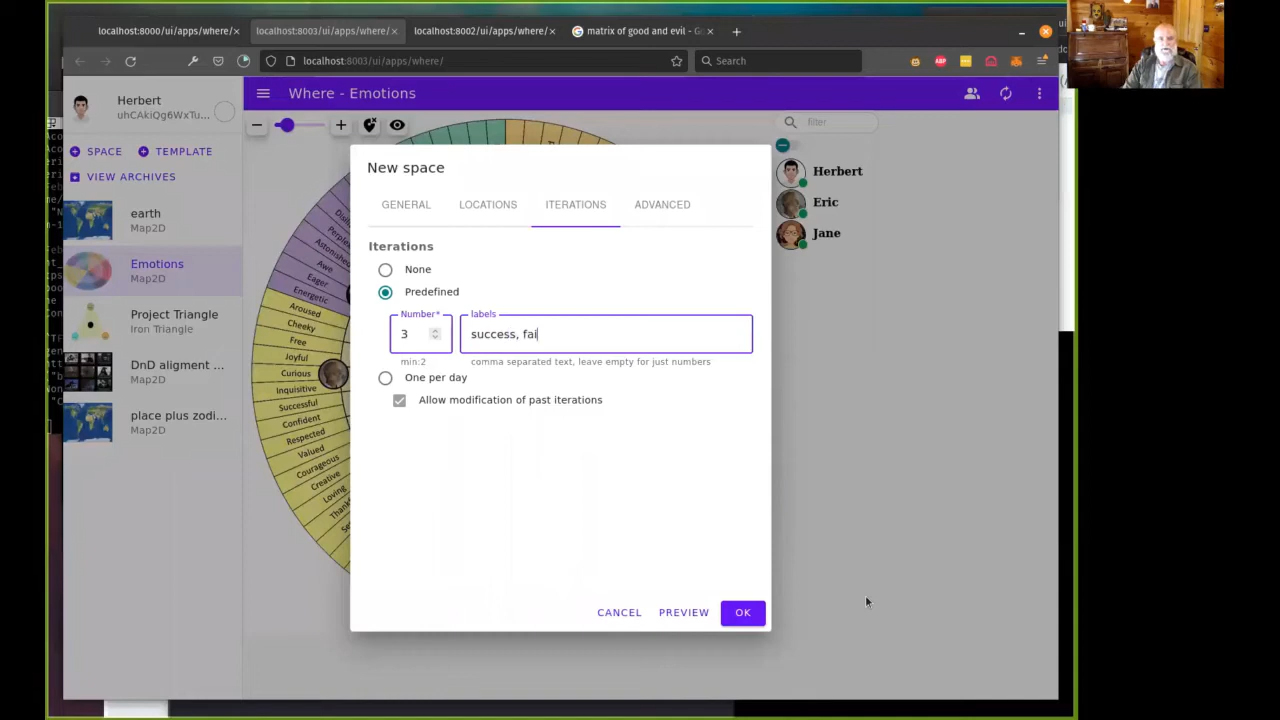 localhost:8000/ui/apps/where/
localhost:8003/ui/apps/where/
localhost:8002/ui/apps/where/
matrix of good and evil - G
localhost:8003/ui/apps/where/
Search
Herbert
uhCAkiQg6WxTu...
Where - Emotions
SPACE
TEMPLATE
VIEW ARCHIVES
earth
Map2D
Emotions
Map2D
Project Triangle
Iron Triangle
DnD aligment ...
Map2D
place plus zodi...
Map2D
Astonished
Awe
Eager
Energetic
Aroused
Cheeky
Free
Joyful
Curious
Inquisitive
Successful
Confident
Respected
Valued
Courageous
Creative
Loving
New space
GENERAL
LOCATIONS
ITERATIONS
ADVANCED
Iterations
None
Predefined
Number*
3
labels
success, fai
min:2
comma separated text, leave empty for just numbers
One per day
Allow modification of past iterations
CANCEL
PREVIEW
OK
filter
Herbert
Eric
Jane